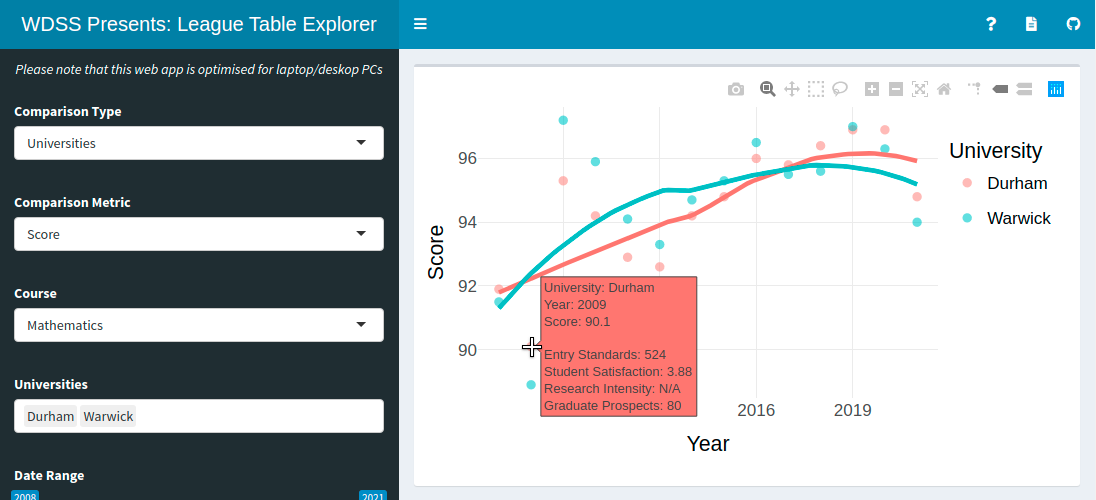 WDSS Presents: League Table Explorer
Please note that this web app is optimised for laptop/deskop PCs
Comparison Type
Universities
Comparison Metric
Score
Course
Mathematics
Universities
Durham Warwick
Date Range
2008 2021
University
Durham
Warwick
Score
96
94
92
90
University: Durham
Year: 2009
Score: 90.1
Entry Standards: 524
Student Satisfaction: 3.88
Research Intensity: N/A
Graduate Prospects: 80
2016 2019
Year